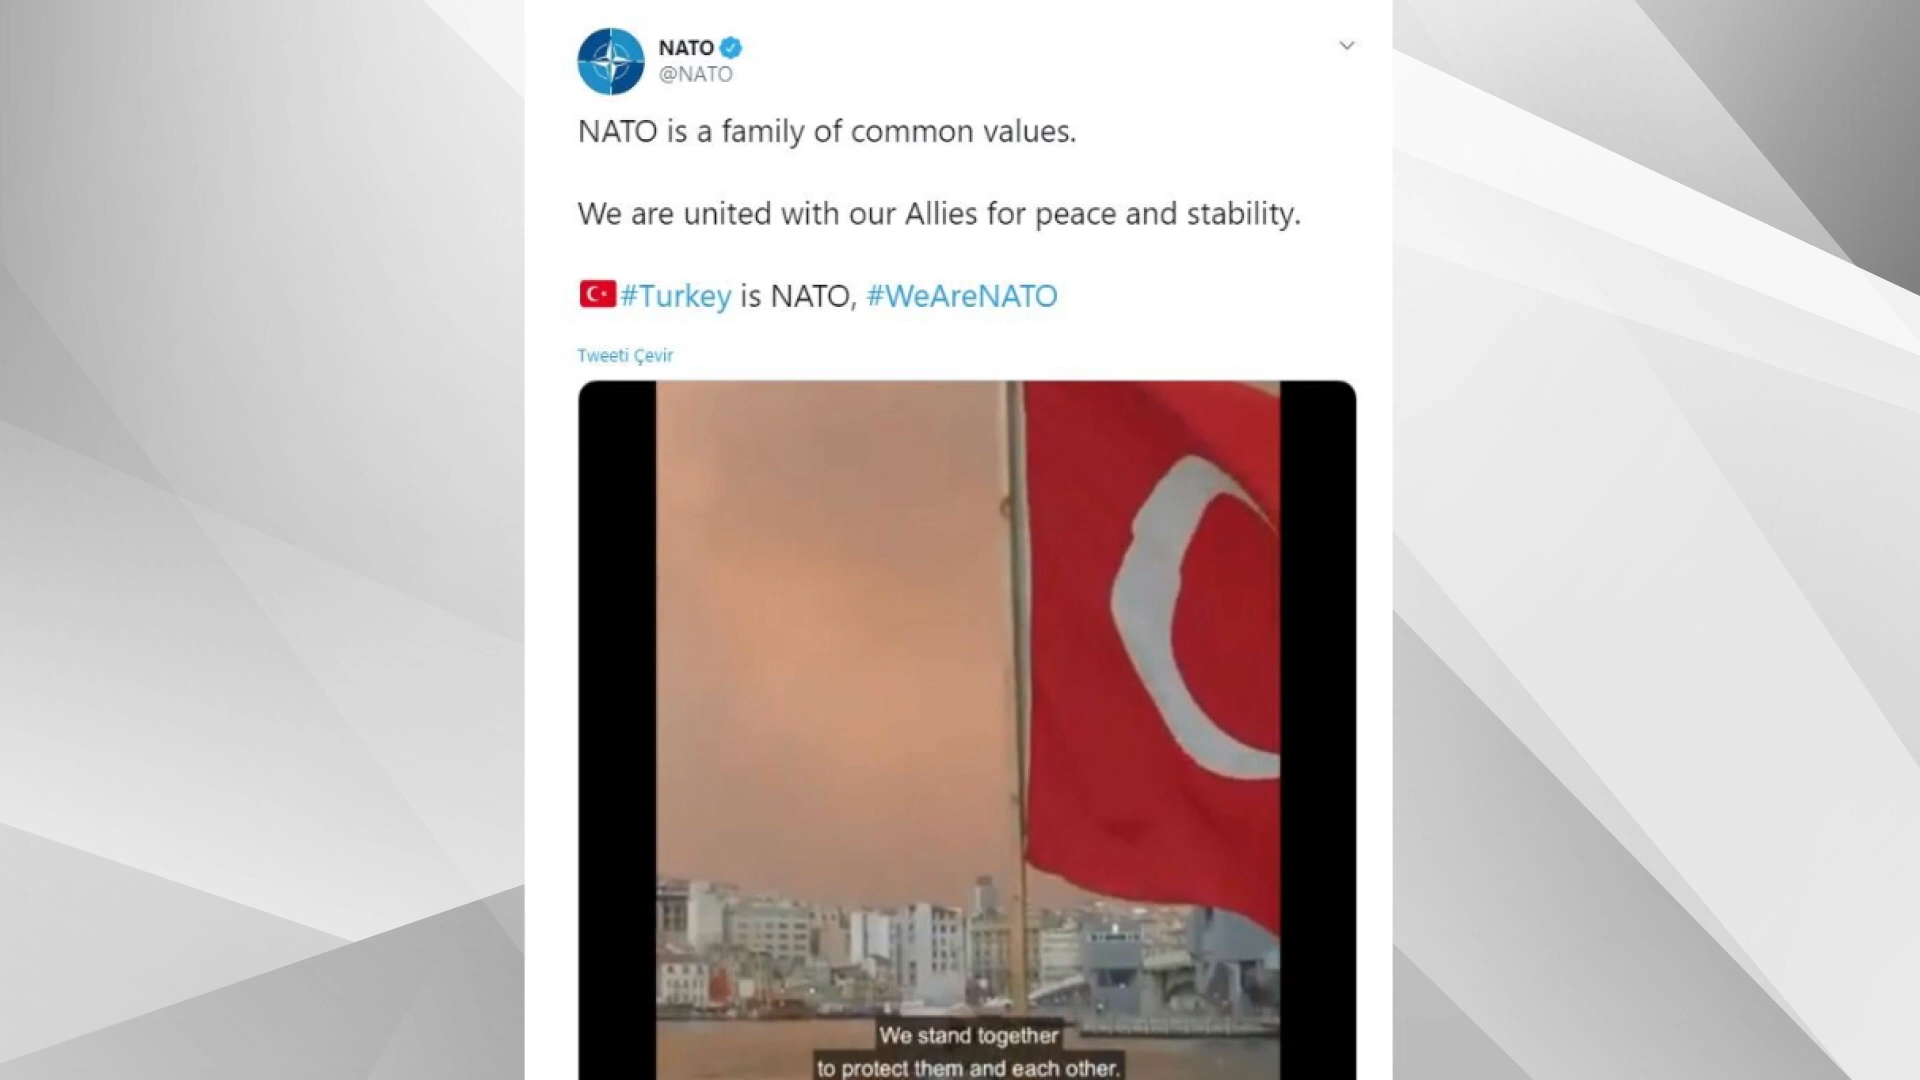 NATO
@NATO
NATO is a family of common values.
We are united with our Allies for peace and stability.
#Turkey is NATO, #WeAreNATO
Tweeti Çevir
We stand together
to protect them and each other.